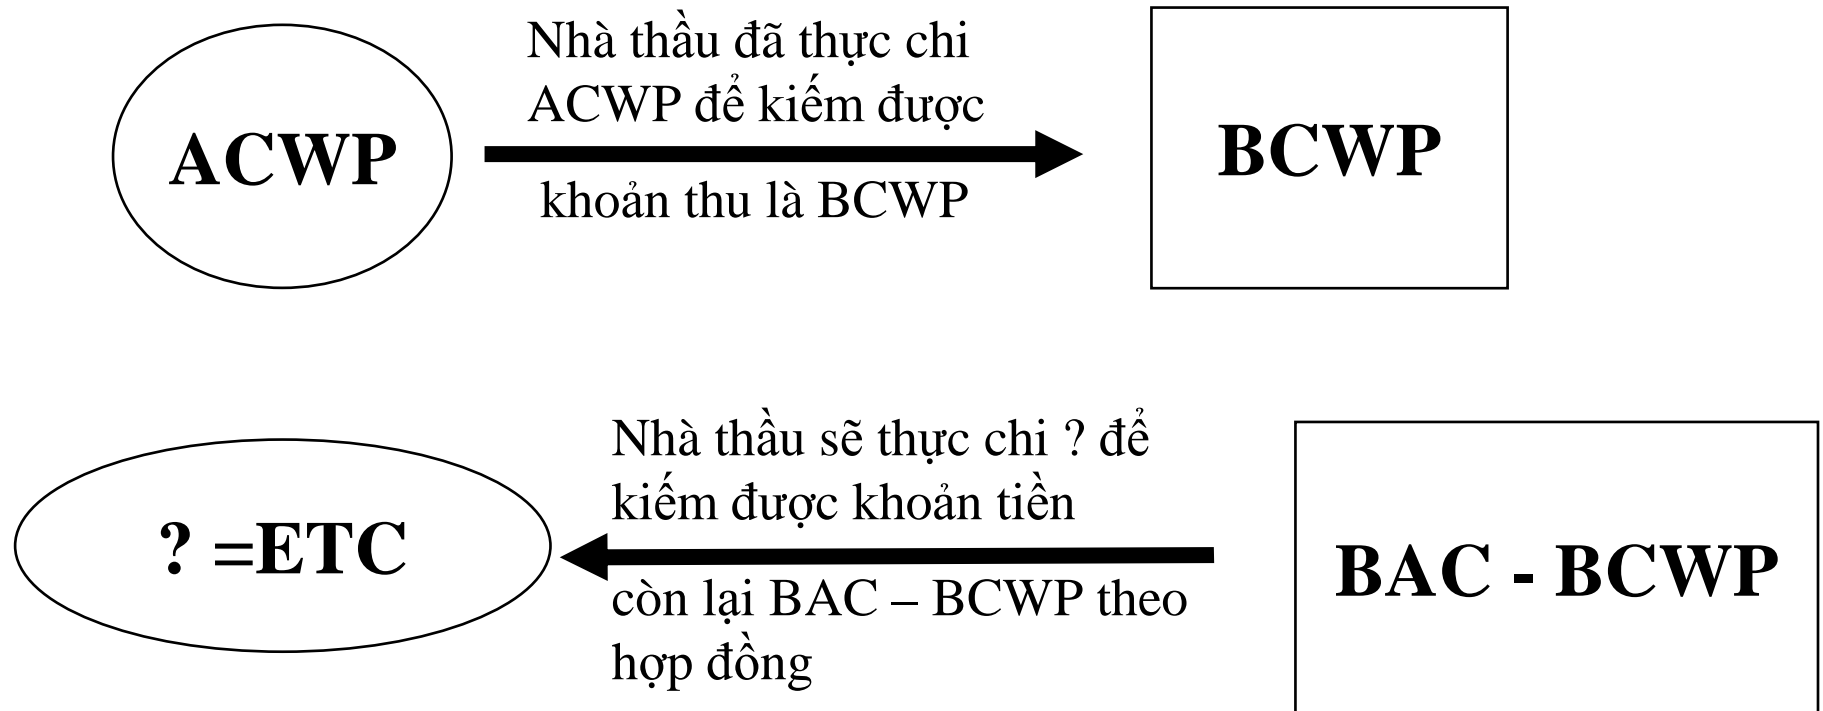 Nhà thầu đã thực chi
ACWP để kiếm được
ACWP
BCWP
khoản thu là BCWP
Nhà thầu sẽ thực chi ? để
kiếm được khoản tiền
? =ETC
BAC - BCWP
còn lại BAC – BCWP theo
hợp đồng